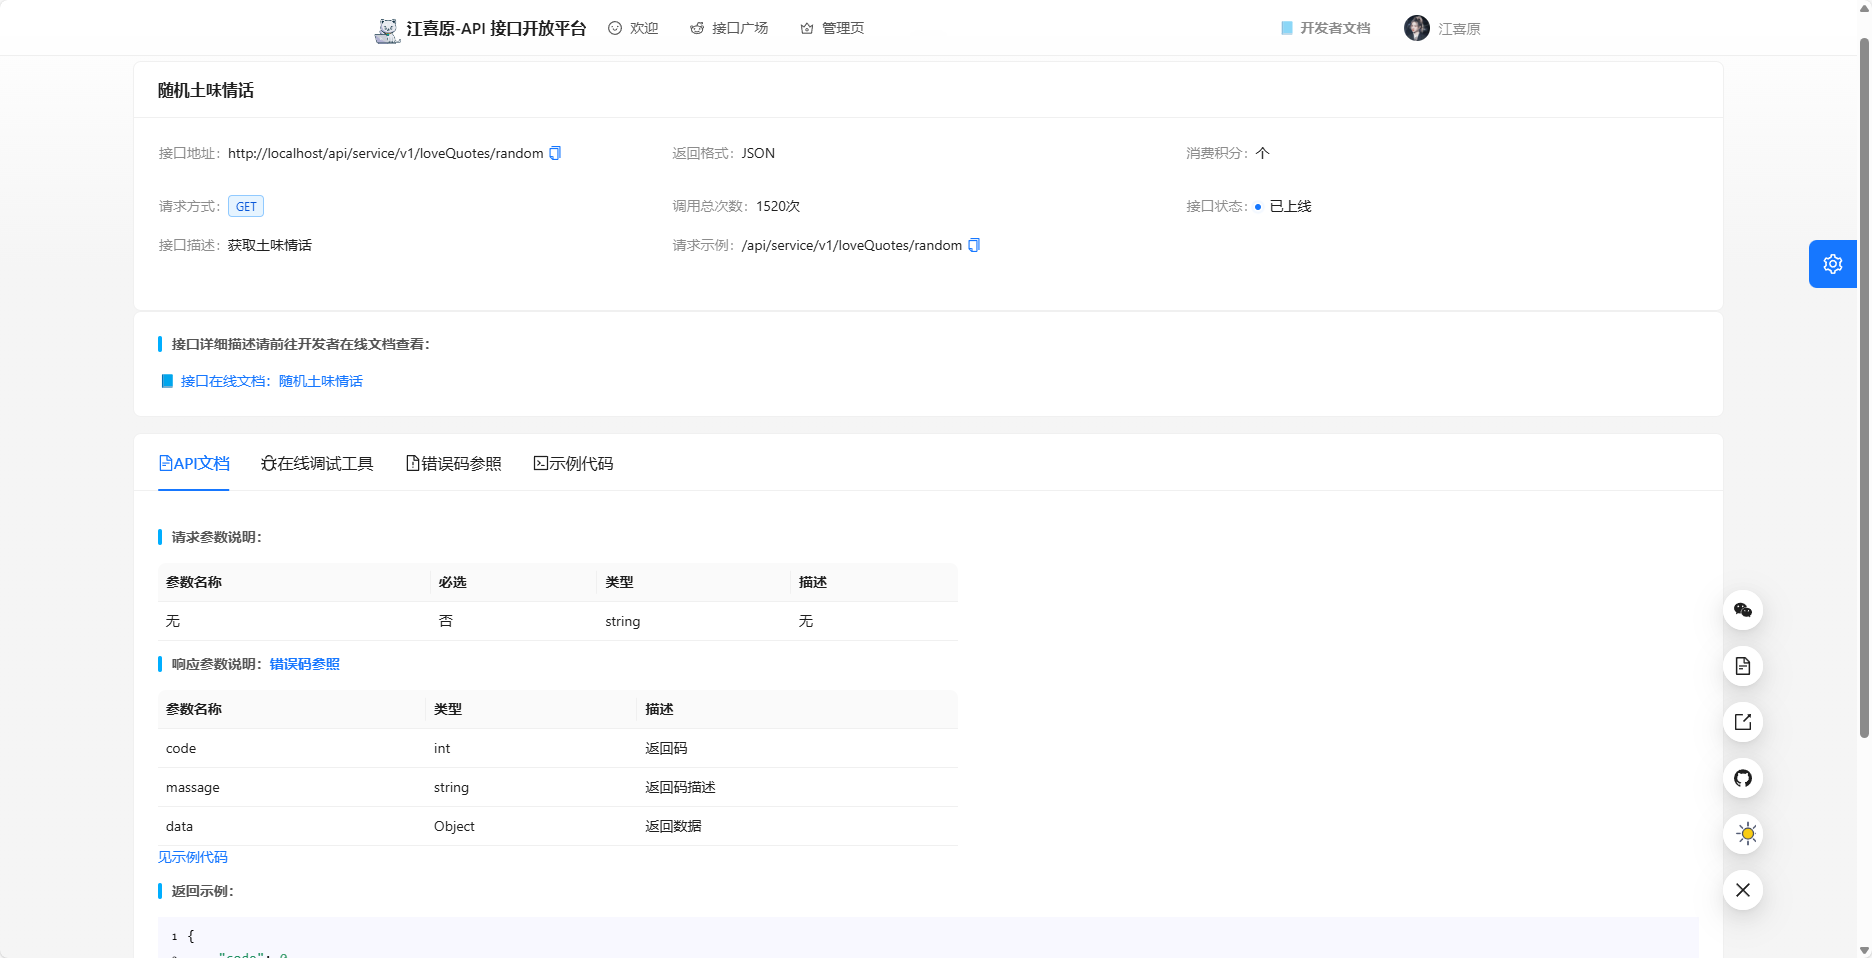 江喜原-API 接口开放平台 欢迎 接口广场 管理页 开发者文档 江喜原
随机土味情话
接口地址: http://localhost/api/service/v1/loveQuotes/random 返回格式: JSON 消费积分: 个
请求方式: GET 调用总次数: 1520次 接口状态: 已上线
接口描述: 获取土味情话 请求示例: /api/service/v1/loveQuotes/random
接口详细描述请前往开发者在线文档查看:
接口在线文档: 随机土味情话
API文档 在线调试工具 错误码参照 示例代码
请求参数说明:
参数名称 必选 类型 描述
无 否 string 无
响应参数说明: 错误码参照
参数名称 类型 描述
code int 返回码
massage string 返回码描述
data Object 返回数据
见示例代码
返回示例:
1 {
"code": 0